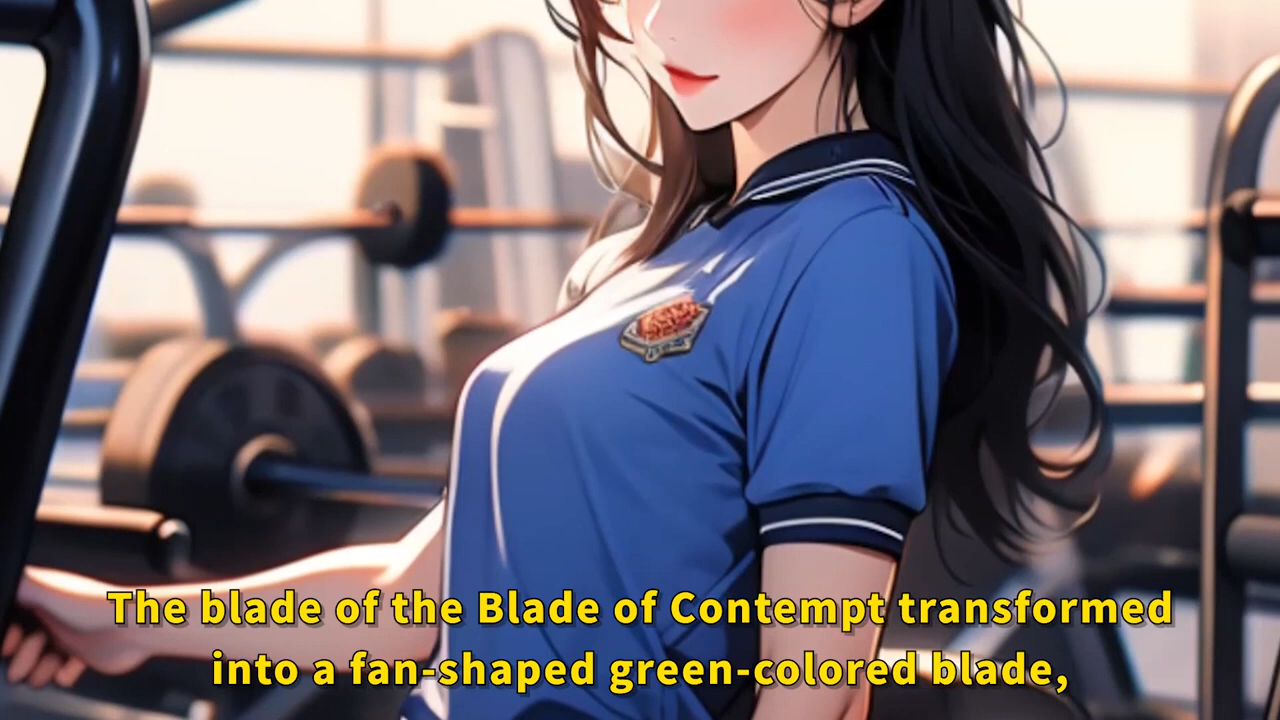 The blade of the Blade of Contempt transformed
into a fan-shaped green-colored blade,